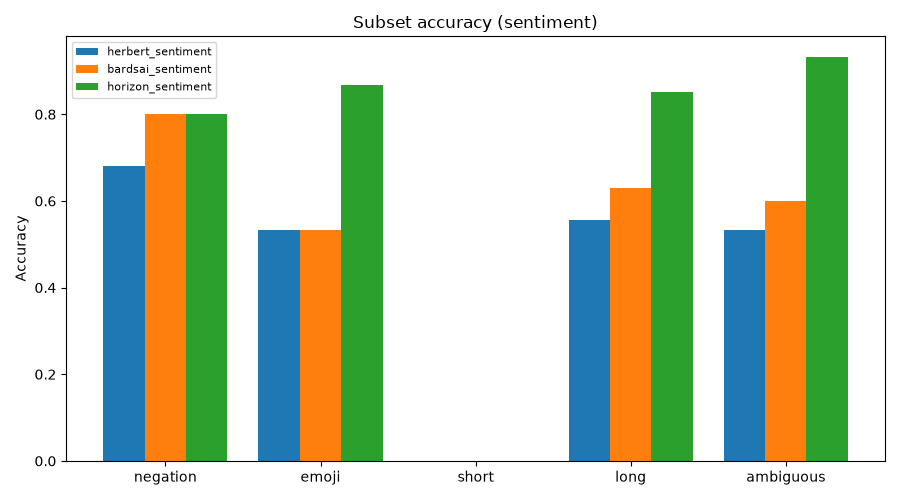 Subset accuracy (sentiment)
herbert_sentiment
bardsai_sentiment
horizon_sentiment
Accuracy
0.8
0.6
0.4
0.2
0.0
negation emoji short long ambiguous